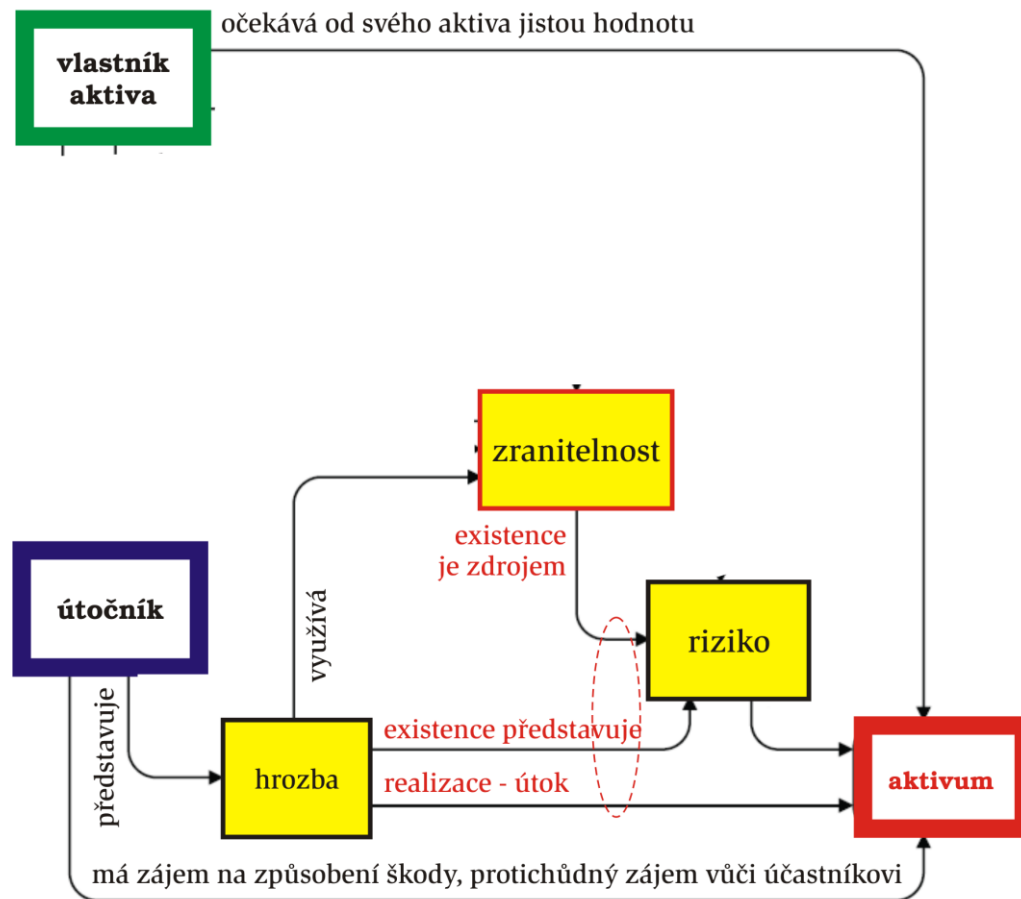 očekává od svého aktiva jistou hodnotu
vlastník
aktiva
zranitelnost
existence
je zdrojem
útočník
využívá
riziko
představuje
existence představuje
hrozba
realizace - útok
aktivum
má zájem na způsobení škody, protichůdný zájem vůči účastníkovi